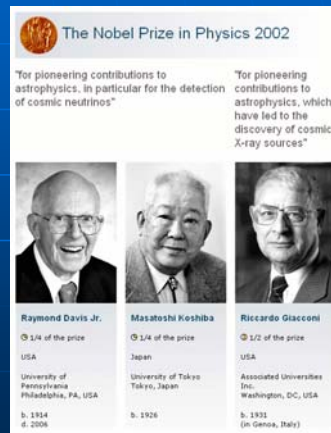 The Nobel Prize in Physics 2002
"for pioneering contributions to
astrophysics, in particular for the detection
of cosmic neutrinos"
"for pioneering
contributions to
astrophysics, which
have led to the
discovery of cosmic
X-ray sources"
Raymond Davis Jr.
1/4 of the prize
USA
University of
Pennsylvania
Philadelphia, PA, USA
b. 1914
d. 2006
Masatoshi Koshiba
1/4 of the prize
Japan
University of Tokyo
Tokyo, Japan
b. 1926
Riccardo Giacconi
1/2 of the prize
USA
Associated Universities
Inc.
Washington, DC, USA
b. 1931
(in Genoa, Italy)